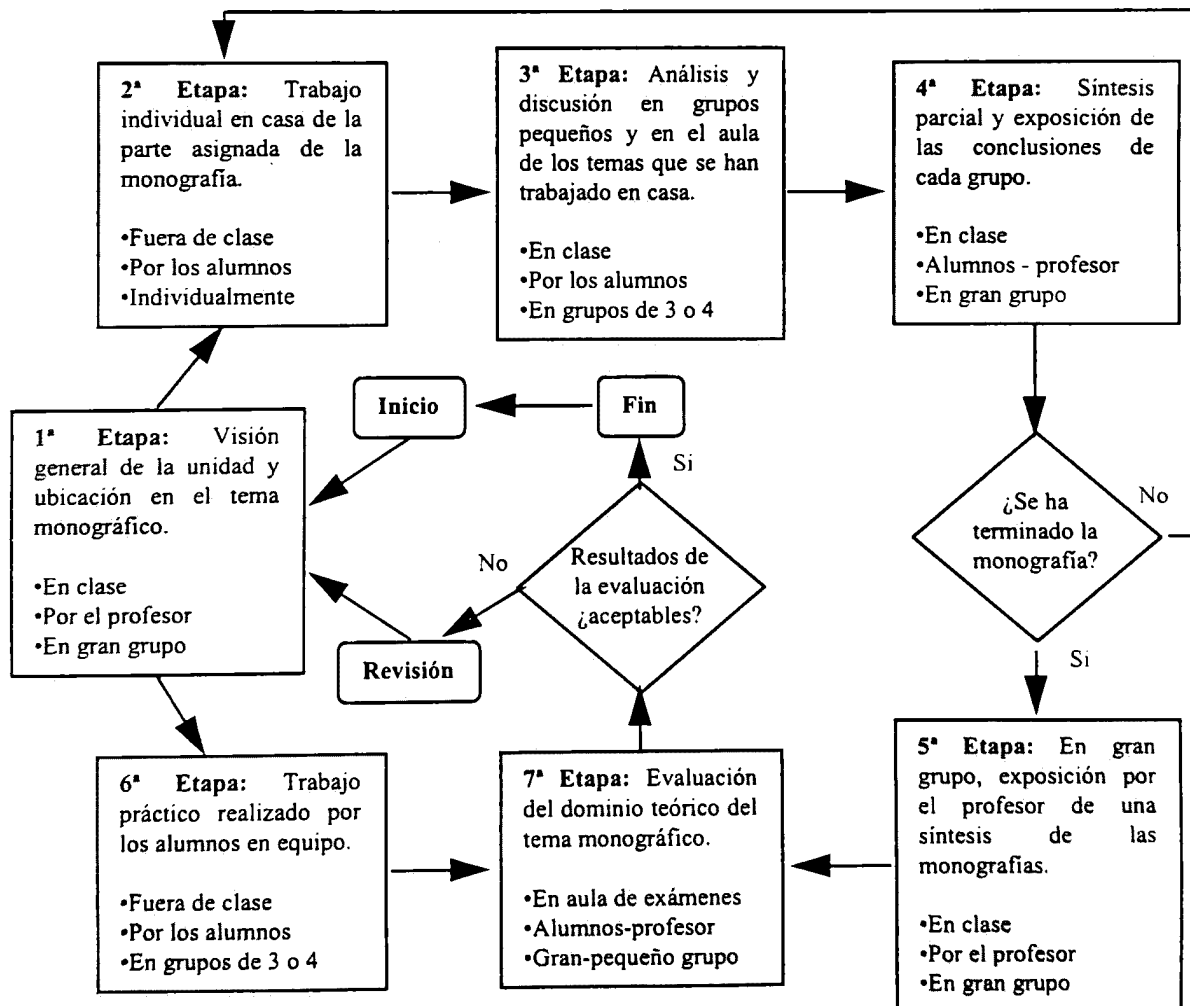 2ª Etapa: Trabajo
individual en casa de la
parte asignada de la
monografía.
•Fuera de clase
•Por los alumnos
•Individualmente
3ª Etapa: Análisis y
discusión en grupos
pequeños y en el aula
de los temas que se han
trabajado en casa.
•En clase
•Por los alumnos
•En grupos de 3 o 4
4ª Etapa: Síntesis
parcial y exposición de
las conclusiones de
cada grupo.
•En clase
•Alumnos - profesor
•En gran grupo
1ª Etapa: Visión
general de la unidad y
ubicación en el tema
monográfico.
•En clase
•Por el profesor
•En gran grupo
Inicio
Fin
Si
No
Resultados de
la evaluación
¿aceptables?
Revisión
¿Se ha
terminado la
monografía?
No
Si
6ª Etapa: Trabajo
práctico realizado por
los alumnos en equipo.
•Fuera de clase
•Por los alumnos
•En grupos de 3 o 4
7ª Etapa: Evaluación
del dominio teórico del
tema monográfico.
•En aula de exámenes
•Alumnos-profesor
•Gran-pequeño grupo
5ª Etapa: En gran
grupo, exposición por
el profesor de una
síntesis de las
monografías.
•En clase
•Por el profesor
•En gran grupo